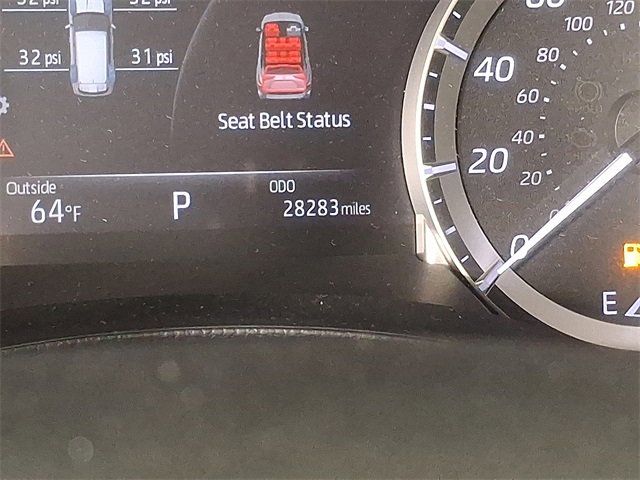 32 psi 31 psi
Seat Belt Status
Outside
64°F
P
ODO
28283 miles
120
100
80
60
40
20
40
20
0
E